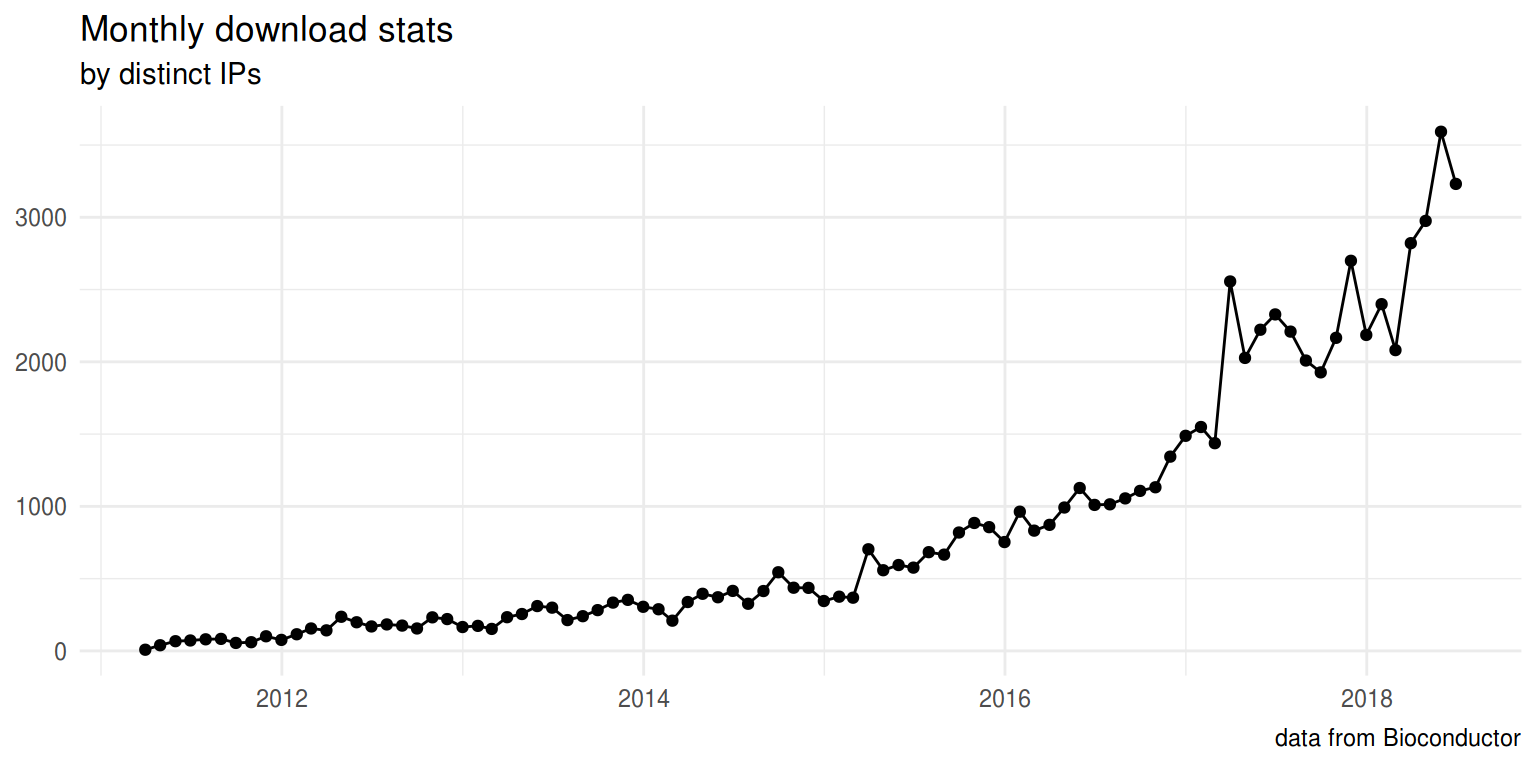 Monthly download stats
by distinct IPs
3000
2000
1000
0
2012 2014 2016 2018
data from Bioconductor